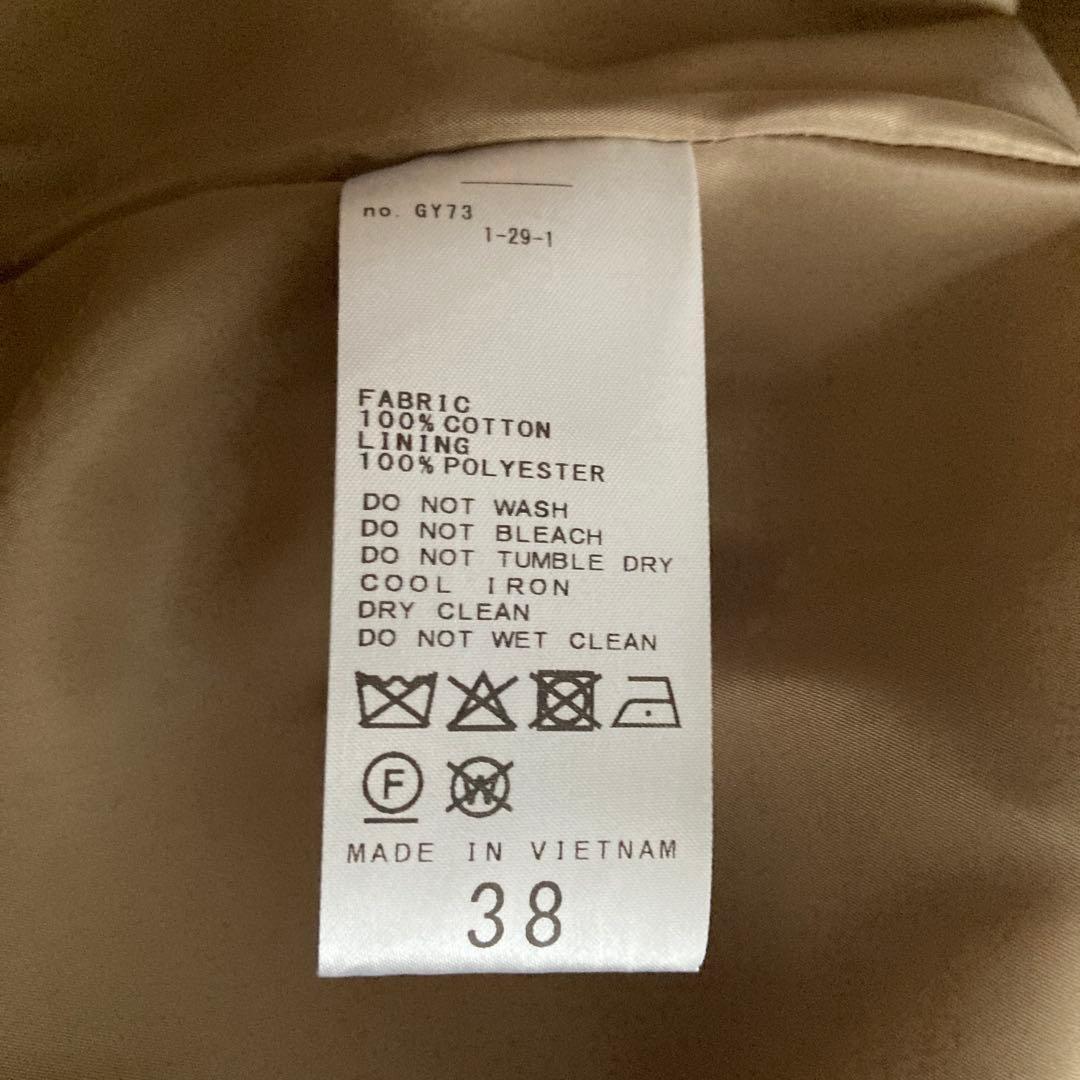 no. GY73
1-29-1
FABRIC
100% COTTON
LINING
100% POLYESTER
DO NOT WASH
DO NOT BLEACH
DO NOT TUMBLE DRY
COOL IRON
DRY CLEAN
DO NOT WET CLEAN
F W
MADE IN VIETNAM
38